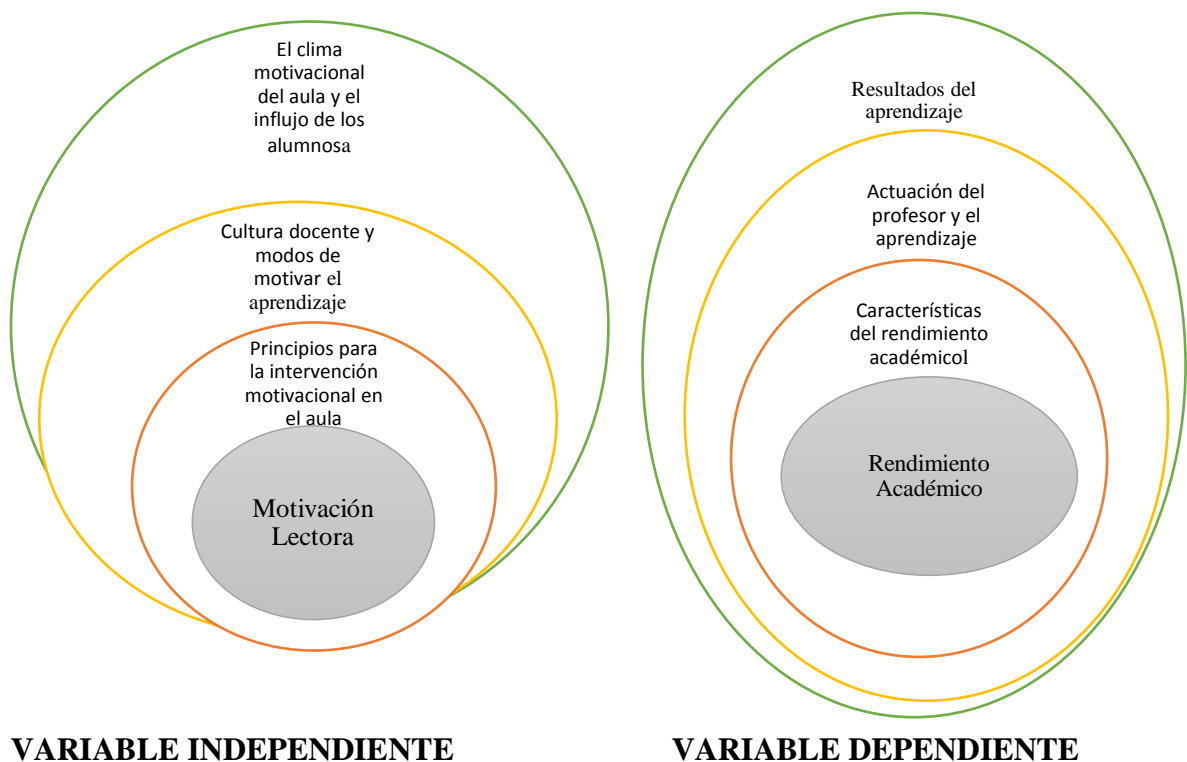 El clima
motivacional
del aula y el
influjo de los
alumnosa
Cultura docente y
modos de
motivar el
aprendizaje
Principios para
la intervención
motivacional en
el aula
Motivación
Lectora
VARIABLE INDEPENDIENTE
Resultados del
aprendizaje
Actuación del
profesor y el
aprendizaje
Características
del rendimiento
académicol
Rendimiento
Académico
VARIABLE DEPENDIENTE